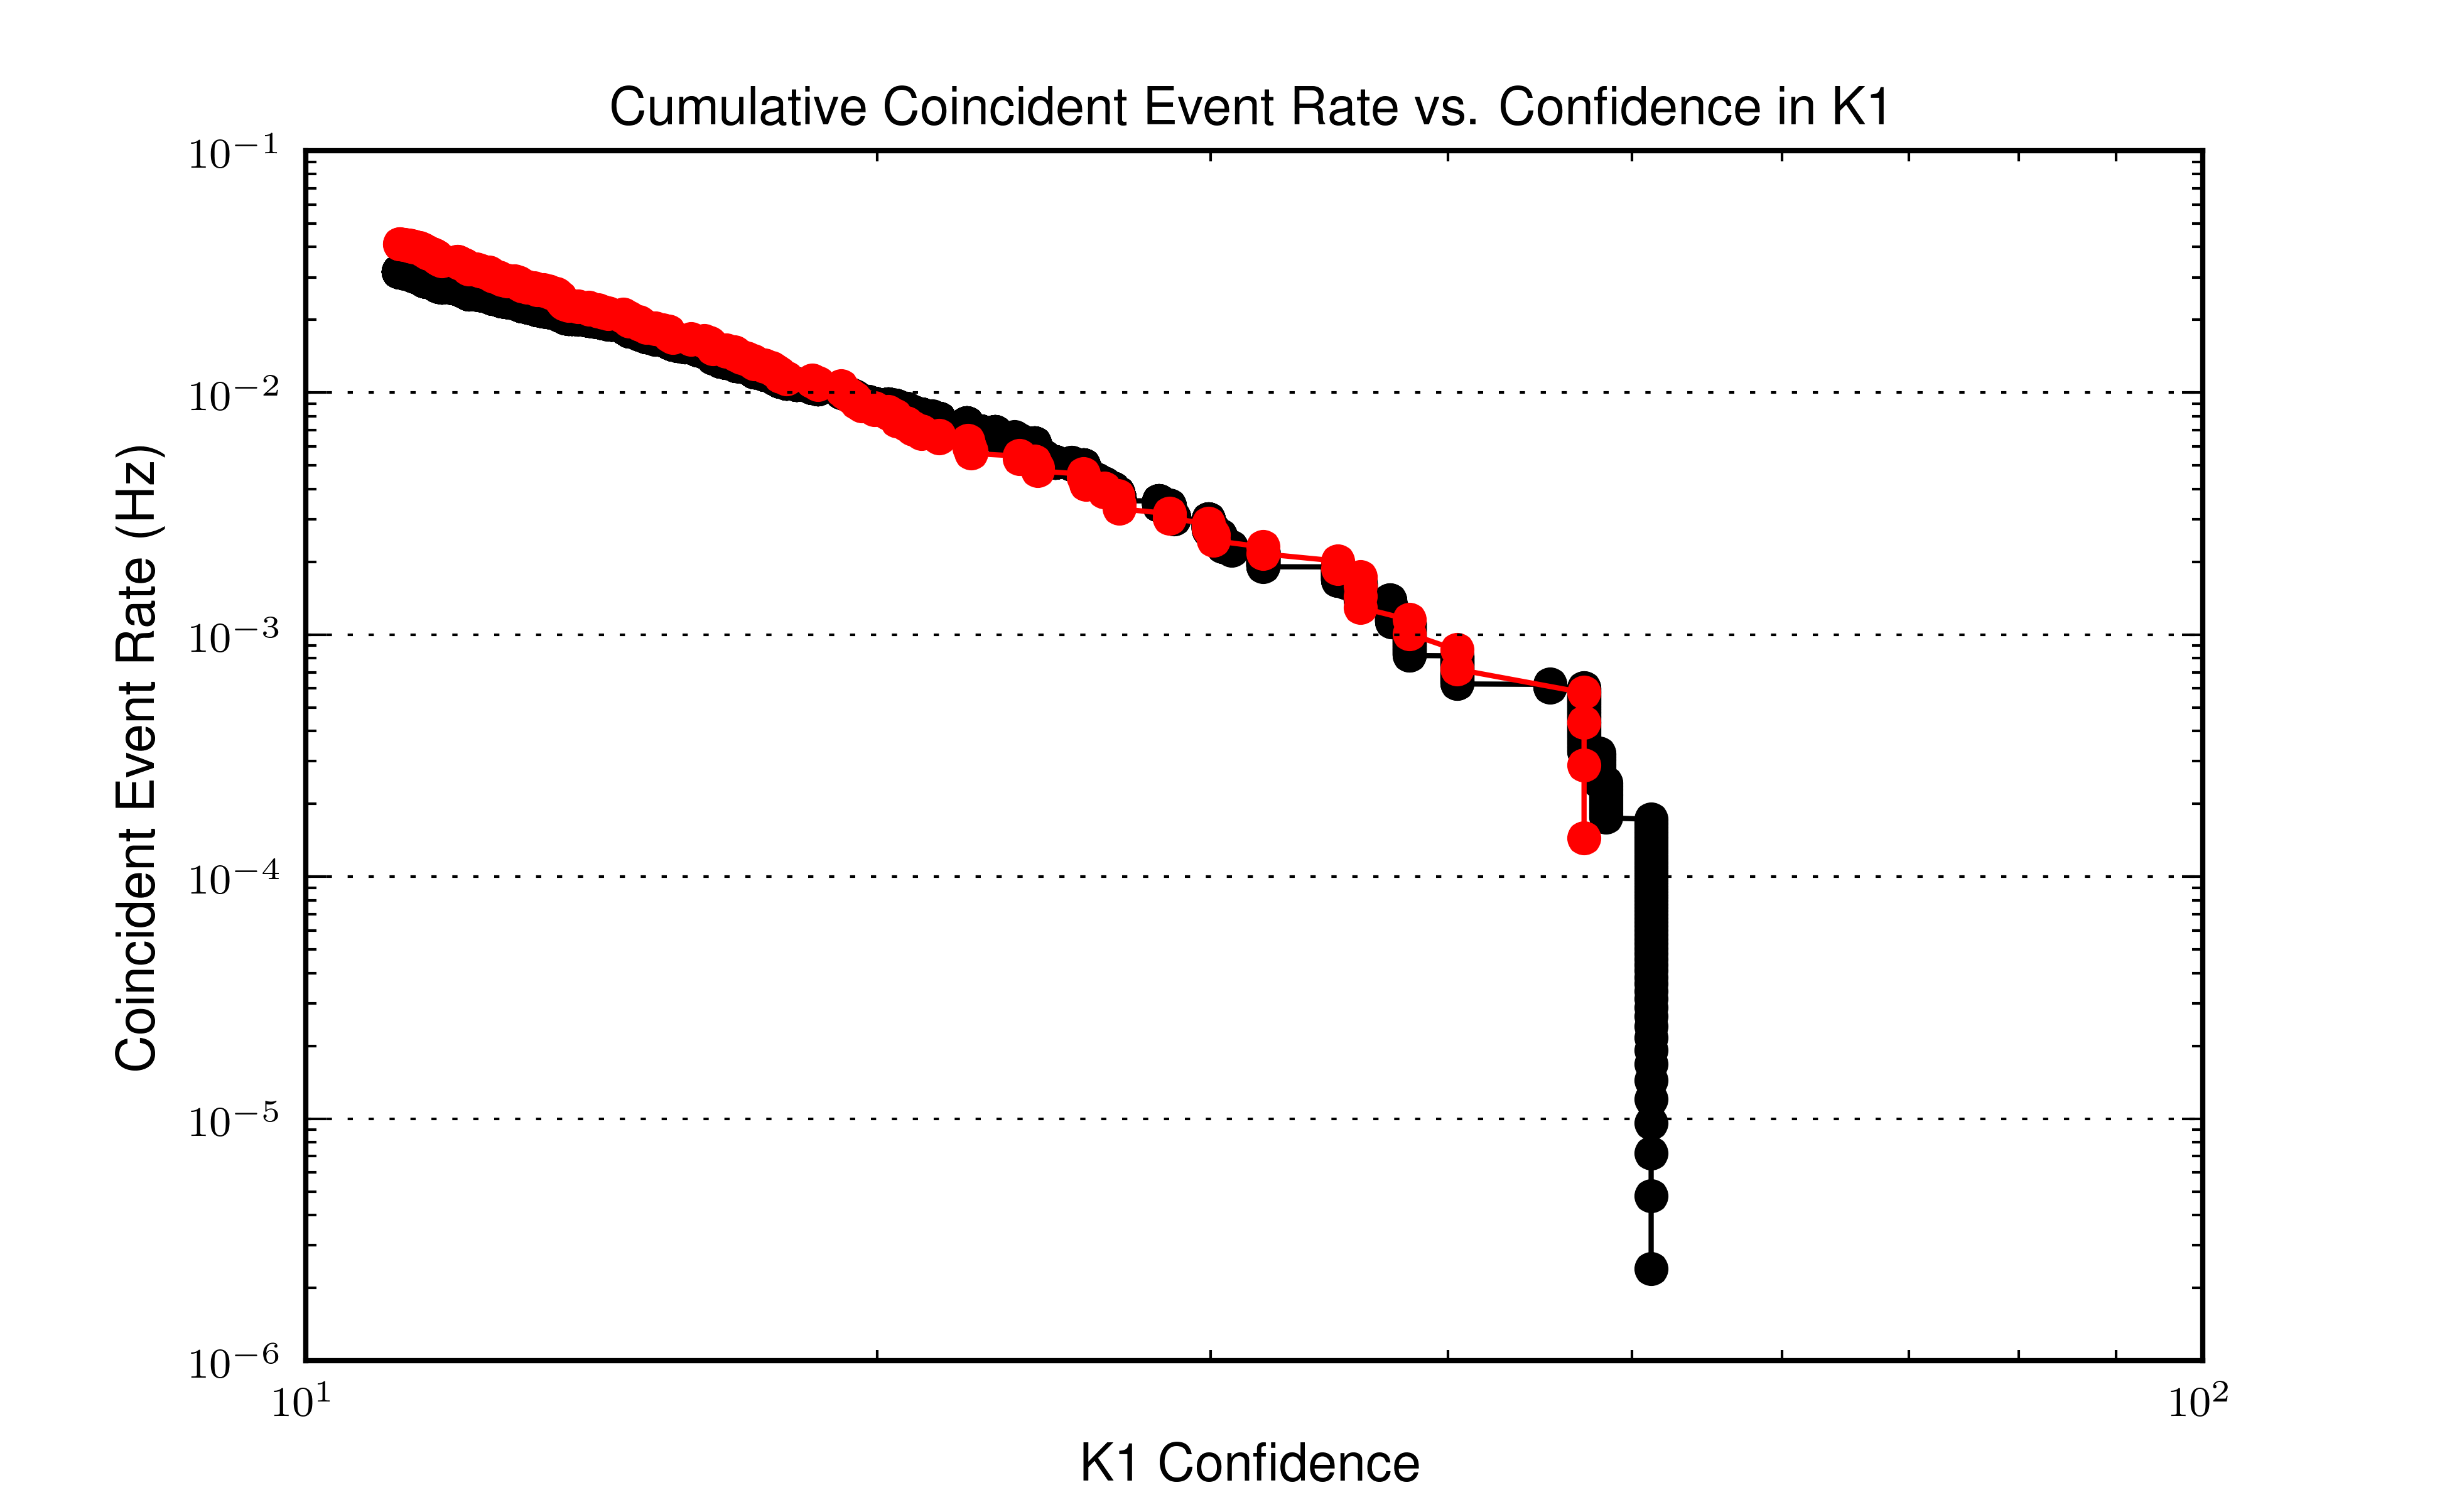 Cumulative Coincident Event Rate vs. Confidence in K1
Coincident Event Rate (Hz)
10⁻¹
10⁻²
10⁻³
10⁻⁴
10⁻⁵
10⁻⁶
10¹
10²
K1 Confidence